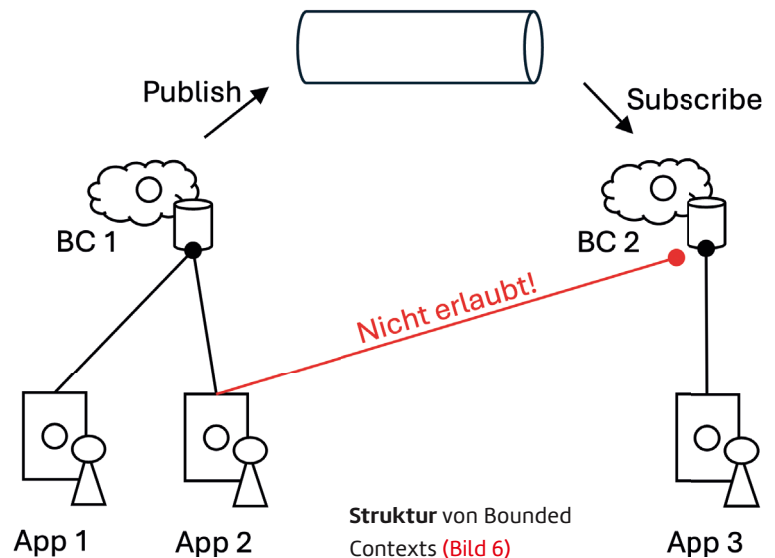 Publish
Subscribe
BC 1
BC 2
Nicht erlaubt!
App 1
App 2
Struktur von Bounded
Contexts (Bild 6)
App 3